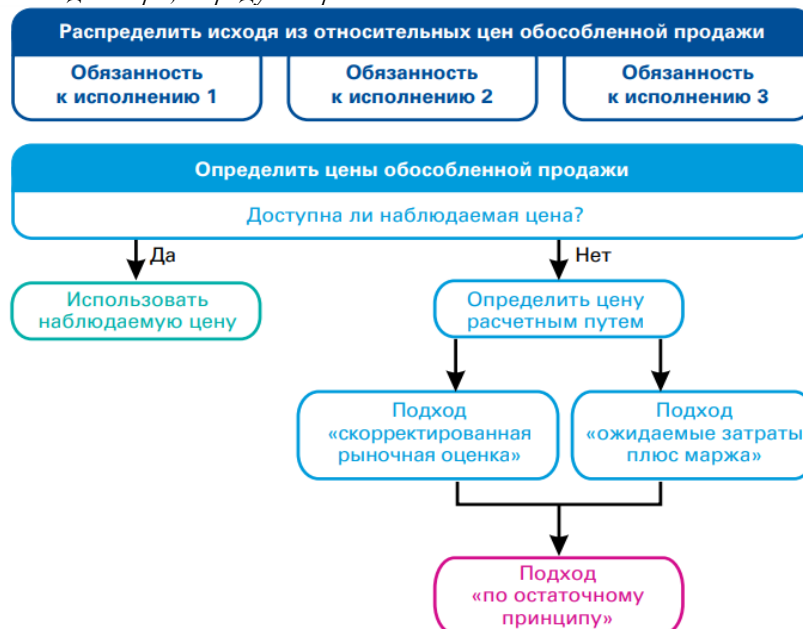 Распределить исходя из относительных цен обособленной продажи
Обязанность
к исполнению 1
Обязанность
к исполнению 2
Обязанность
к исполнению 3
Определить цены обособленной продажи
Доступна ли наблюдаемая цена?
Да
Нет
Использовать
наблюдаемую цену
Определить цену
расчетным путем
Подход
«скорректированная
рыночная оценка»
Подход
«ожидаемые затраты
плюс маржа»
Подход
«по остаточному
принципу»